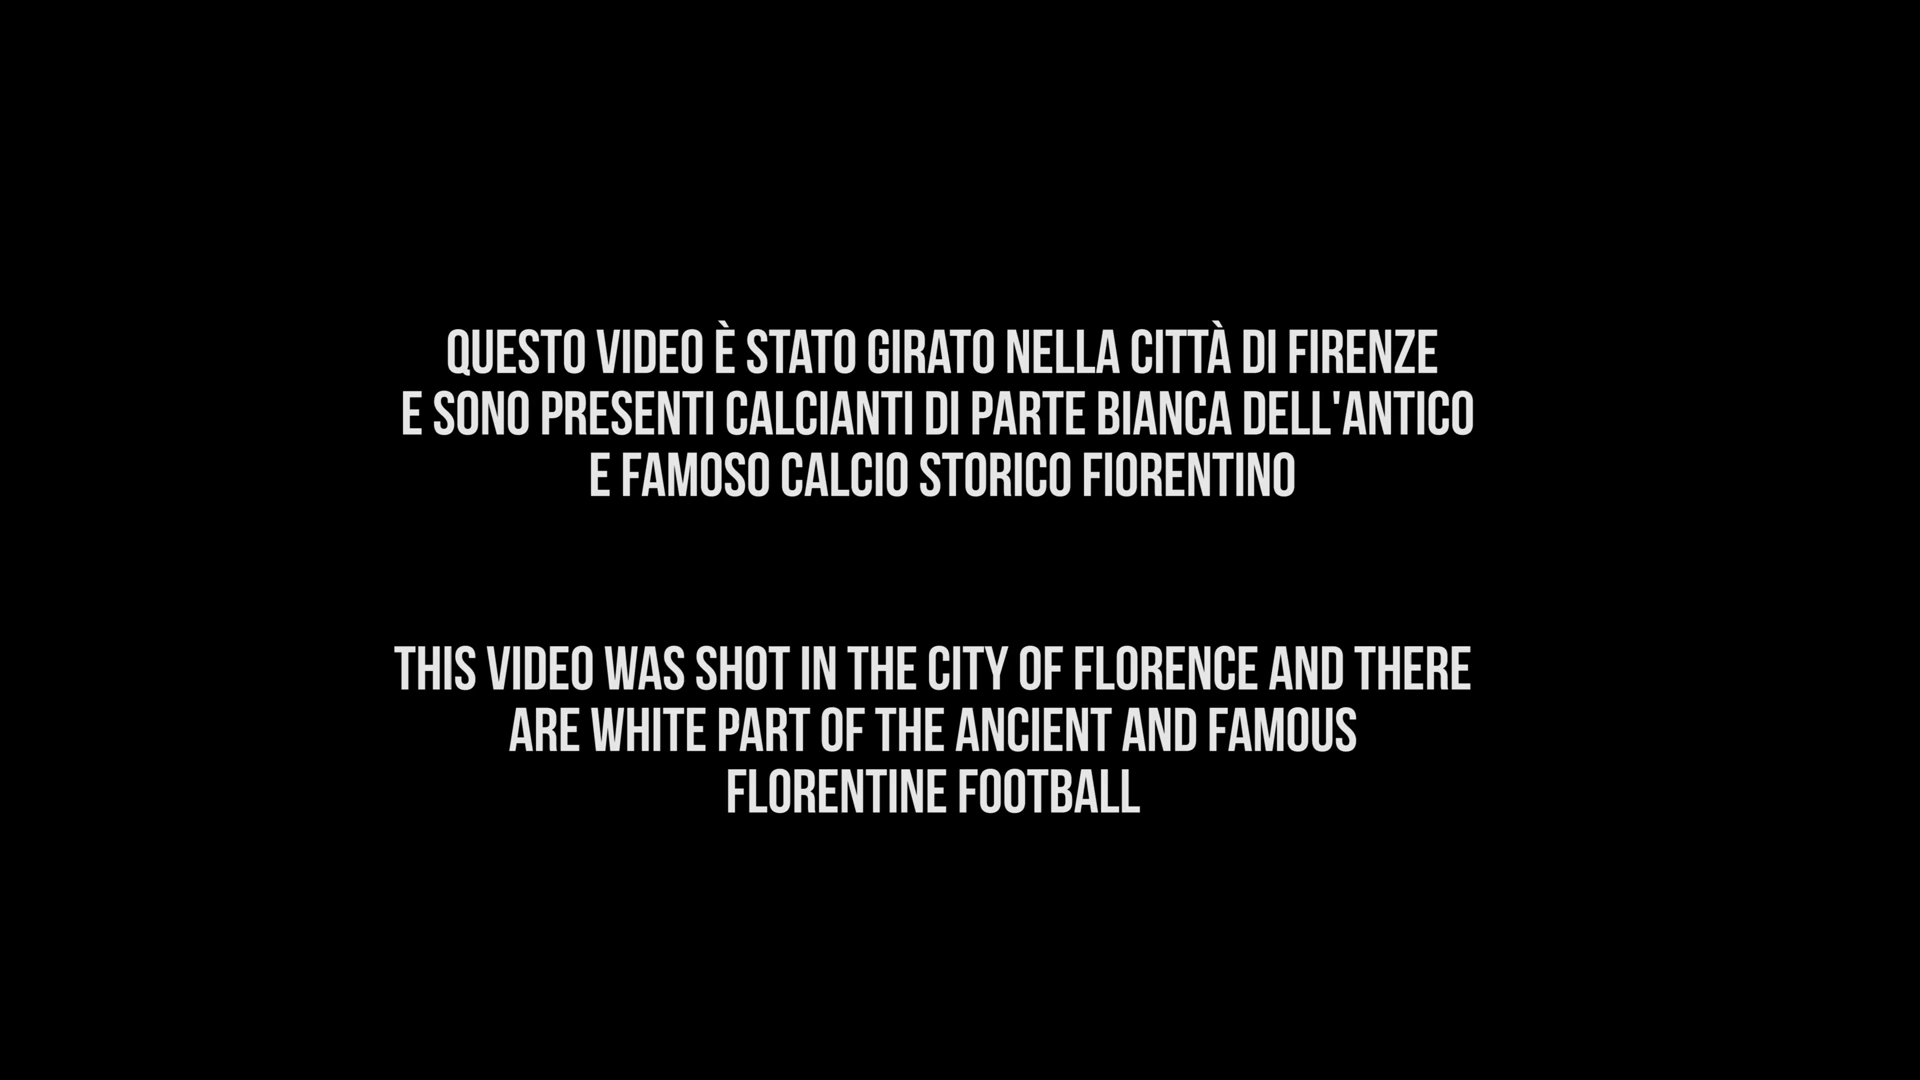 QUESTO VIDEO È STATO GIRATO NELLA CITTÀ DI FIRENZE
E SONO PRESENTI CALCIANTI DI PARTE BIANCA DELL'ANTICO
E FAMOSO CALCIO STORICO FIORENTINO
THIS VIDEO WAS SHOT IN THE CITY OF FLORENCE AND THERE
ARE WHITE PART OF THE ANCIENT AND FAMOUS
FLORENTINE FOOTBALL